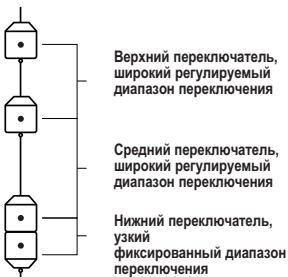 Верхний переключатель,
широкий регулируемый
диапазон переключения
Средний переключатель,
широкий регулируемый
диапазон переключения
Нижний переключатель,
узкий
фиксированный диапазон
переключения